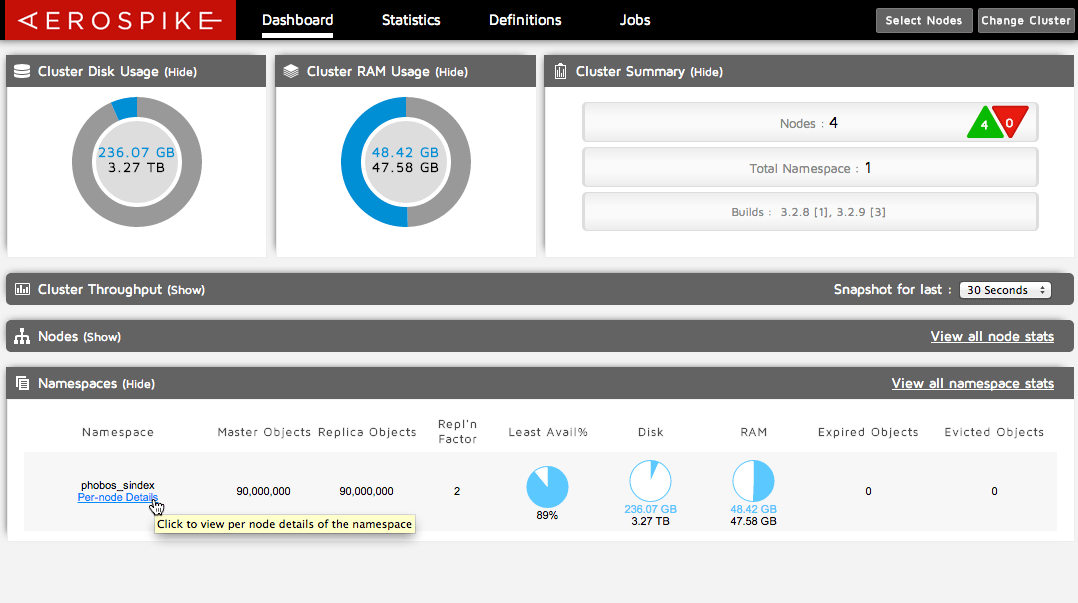 AEROSPIKE
Dashboard Statistics Definitions Jobs Select Nodes Change Cluster
Cluster Disk Usage (Hide)
236.07 GB
3.27 TB
Cluster RAM Usage (Hide)
48.42 GB
47.58 GB
Cluster Summary (Hide)
Nodes : 4 4 0
Total Namespace : 1
Builds : 3.2.8 [1], 3.2.9 [3]
Cluster Throughput (Show) Snapshot for last : 30 Seconds
Nodes (Show) View all node stats
Namespaces (Hide) View all namespace stats
Namespace Master Objects Replica Objects Repl'n Factor Least Avail% Disk RAM Expired Objects Evicted Objects
phobos_sindex 90,000,000 90,000,000 2 89% 236.07 GB 48.42 GB 0 0
Per-node Details 3.27 TB 47.58 GB
Click to view per node details of the namespace